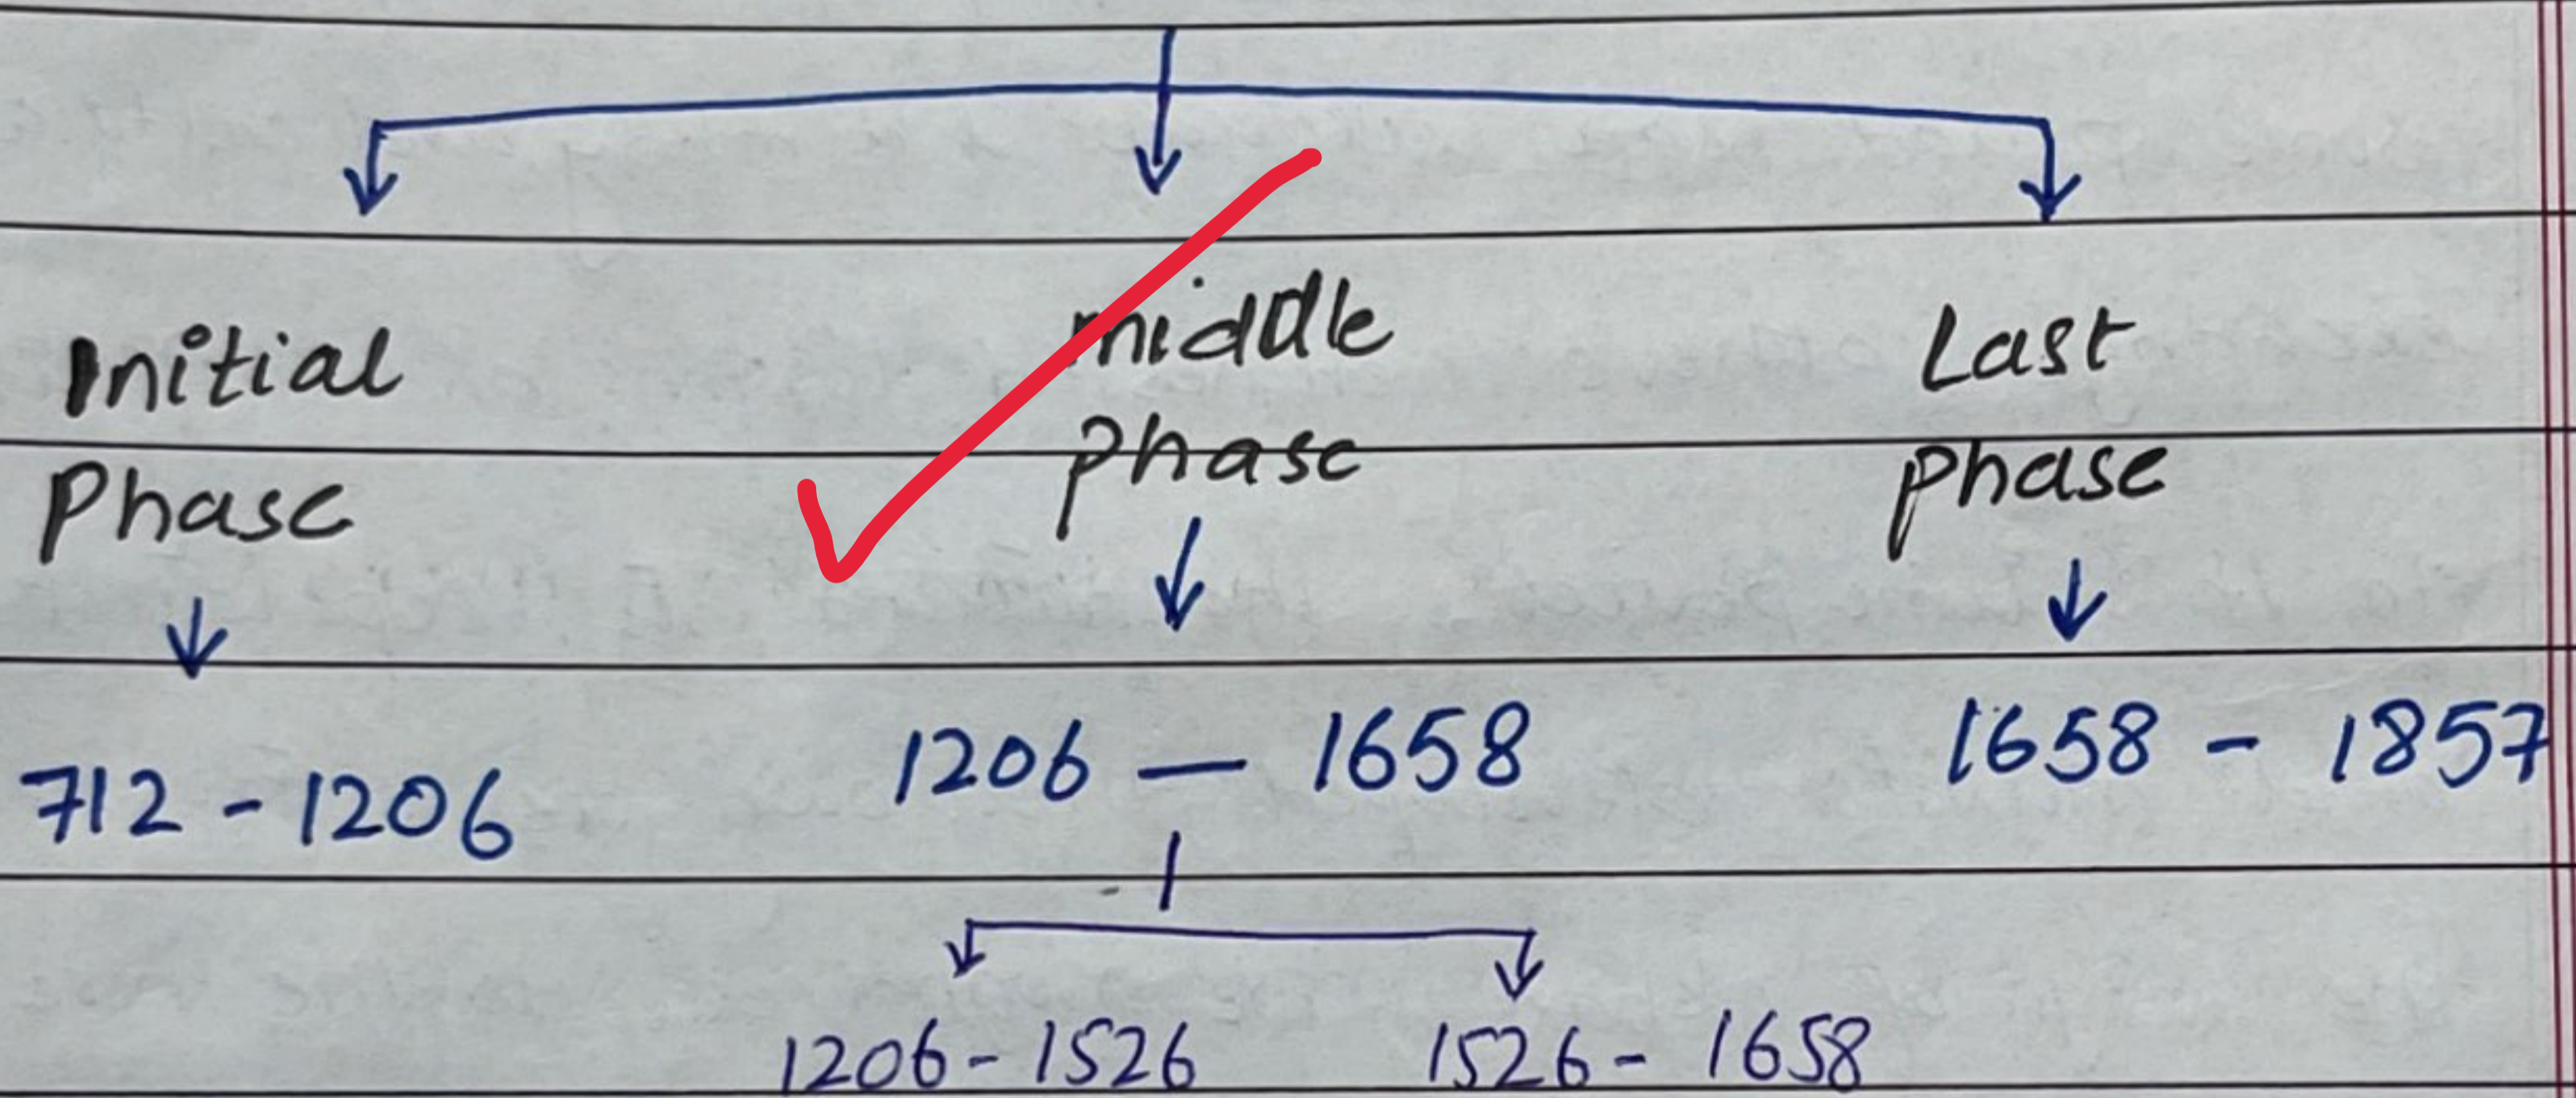 Initial middle Last
Phase phase phase
712 - 1206 1206 — 1658 1658 - 1857
1206 - 1526 1526 - 1658